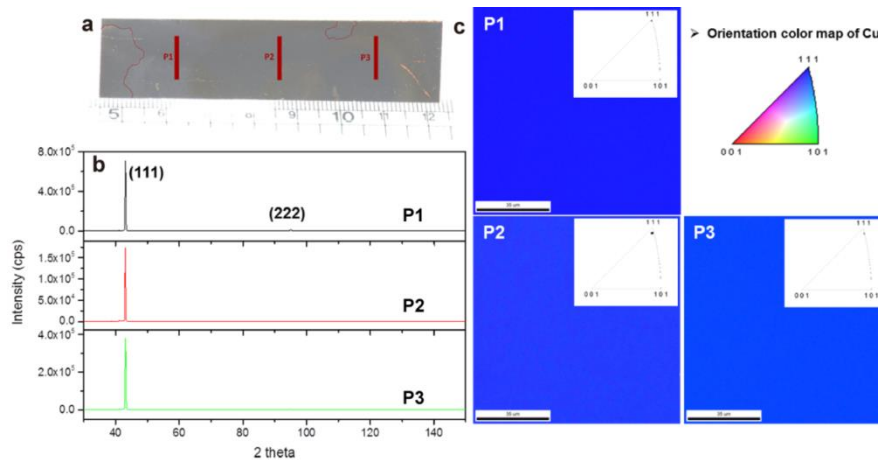 a
P1
P2
P3
5
8
9
10
11
12
b
8.0x10⁵
4.0x10⁵
0.0
(111)
(222)
P1
1.5x10⁵
1.0x10⁵
5.0x10⁴
0.0
P2
4.0x10⁵
2.0x10⁵
0.0
P3
40
60
80
100
120
140
Intensity (cps)
2 theta
c
P1
1 1 1
0 0 1
1 0 1
➢ Orientation color map of Cu
1 1 1
0 0 1
1 0 1
P2
1 1 1
0 0 1
1 0 1
P3
1 1 1
0 0 1
1 0 1